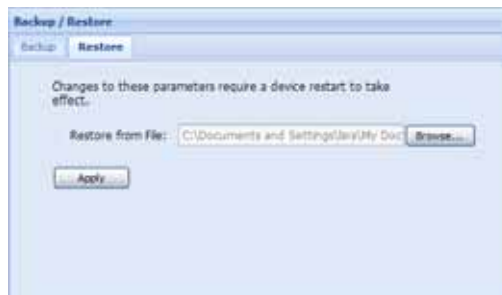 Backup / Restore
Backup Restore
Changes to these parameters require a device restart to take
effect.
Restore from File: C:\Documents and Settings\ \My Doc Browse...
Apply